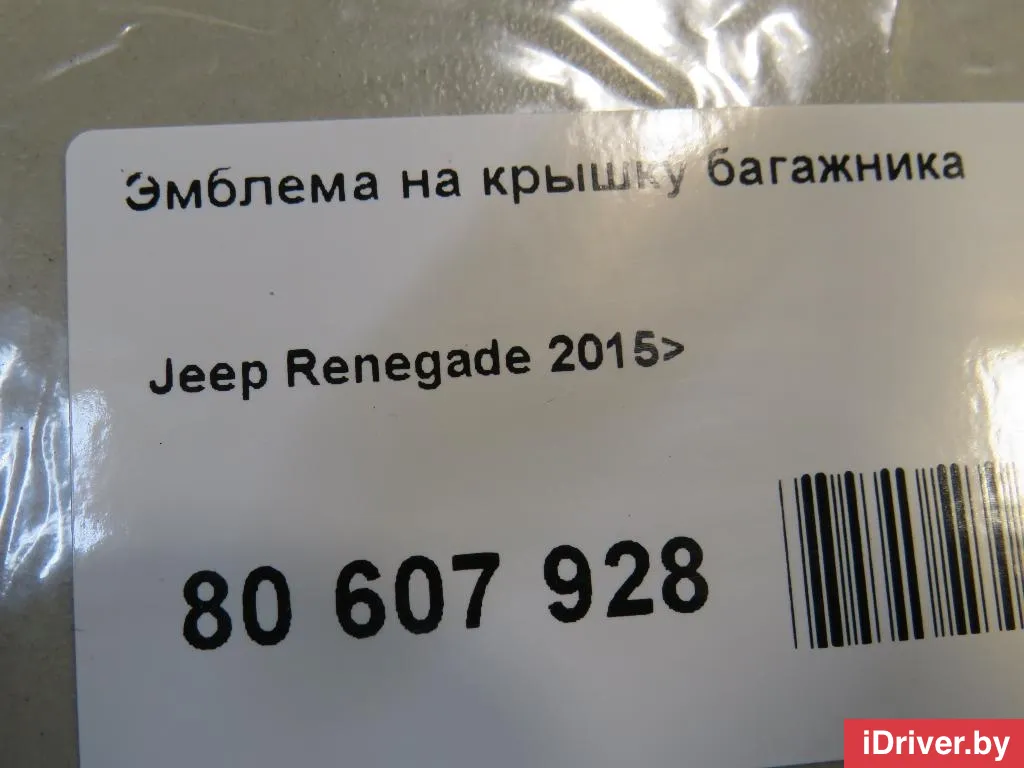 Эмблема на крышку багажника
Jeep Renegade 2015>
80 607 928
iDriver.by